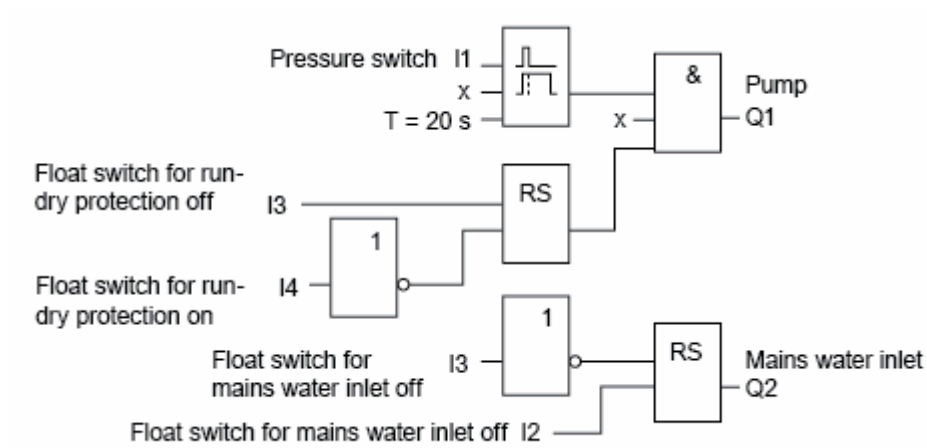 Pressure switch I1
x
T = 20 s
&
x
Pump
Q1
Float switch for run-
dry protection off
I3
RS
1
Float switch for run-
dry protection on
I4
1
Float switch for
mains water inlet off
I3
RS
Mains water inlet
Q2
Float switch for mains water inlet off I2